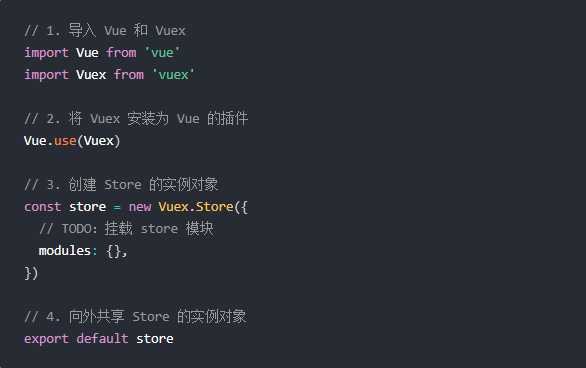 // 1. 导入 Vue 和 Vuex
import Vue from 'vue'
import Vuex from 'vuex'
// 2. 将 Vuex 安装为 Vue 的插件
Vue.use(Vuex)
// 3. 创建 Store 的实例对象
const store = new Vuex.Store({
  // TODO：挂载 store 模块
  modules: {},
})
// 4. 向外共享 Store 的实例对象
export default store